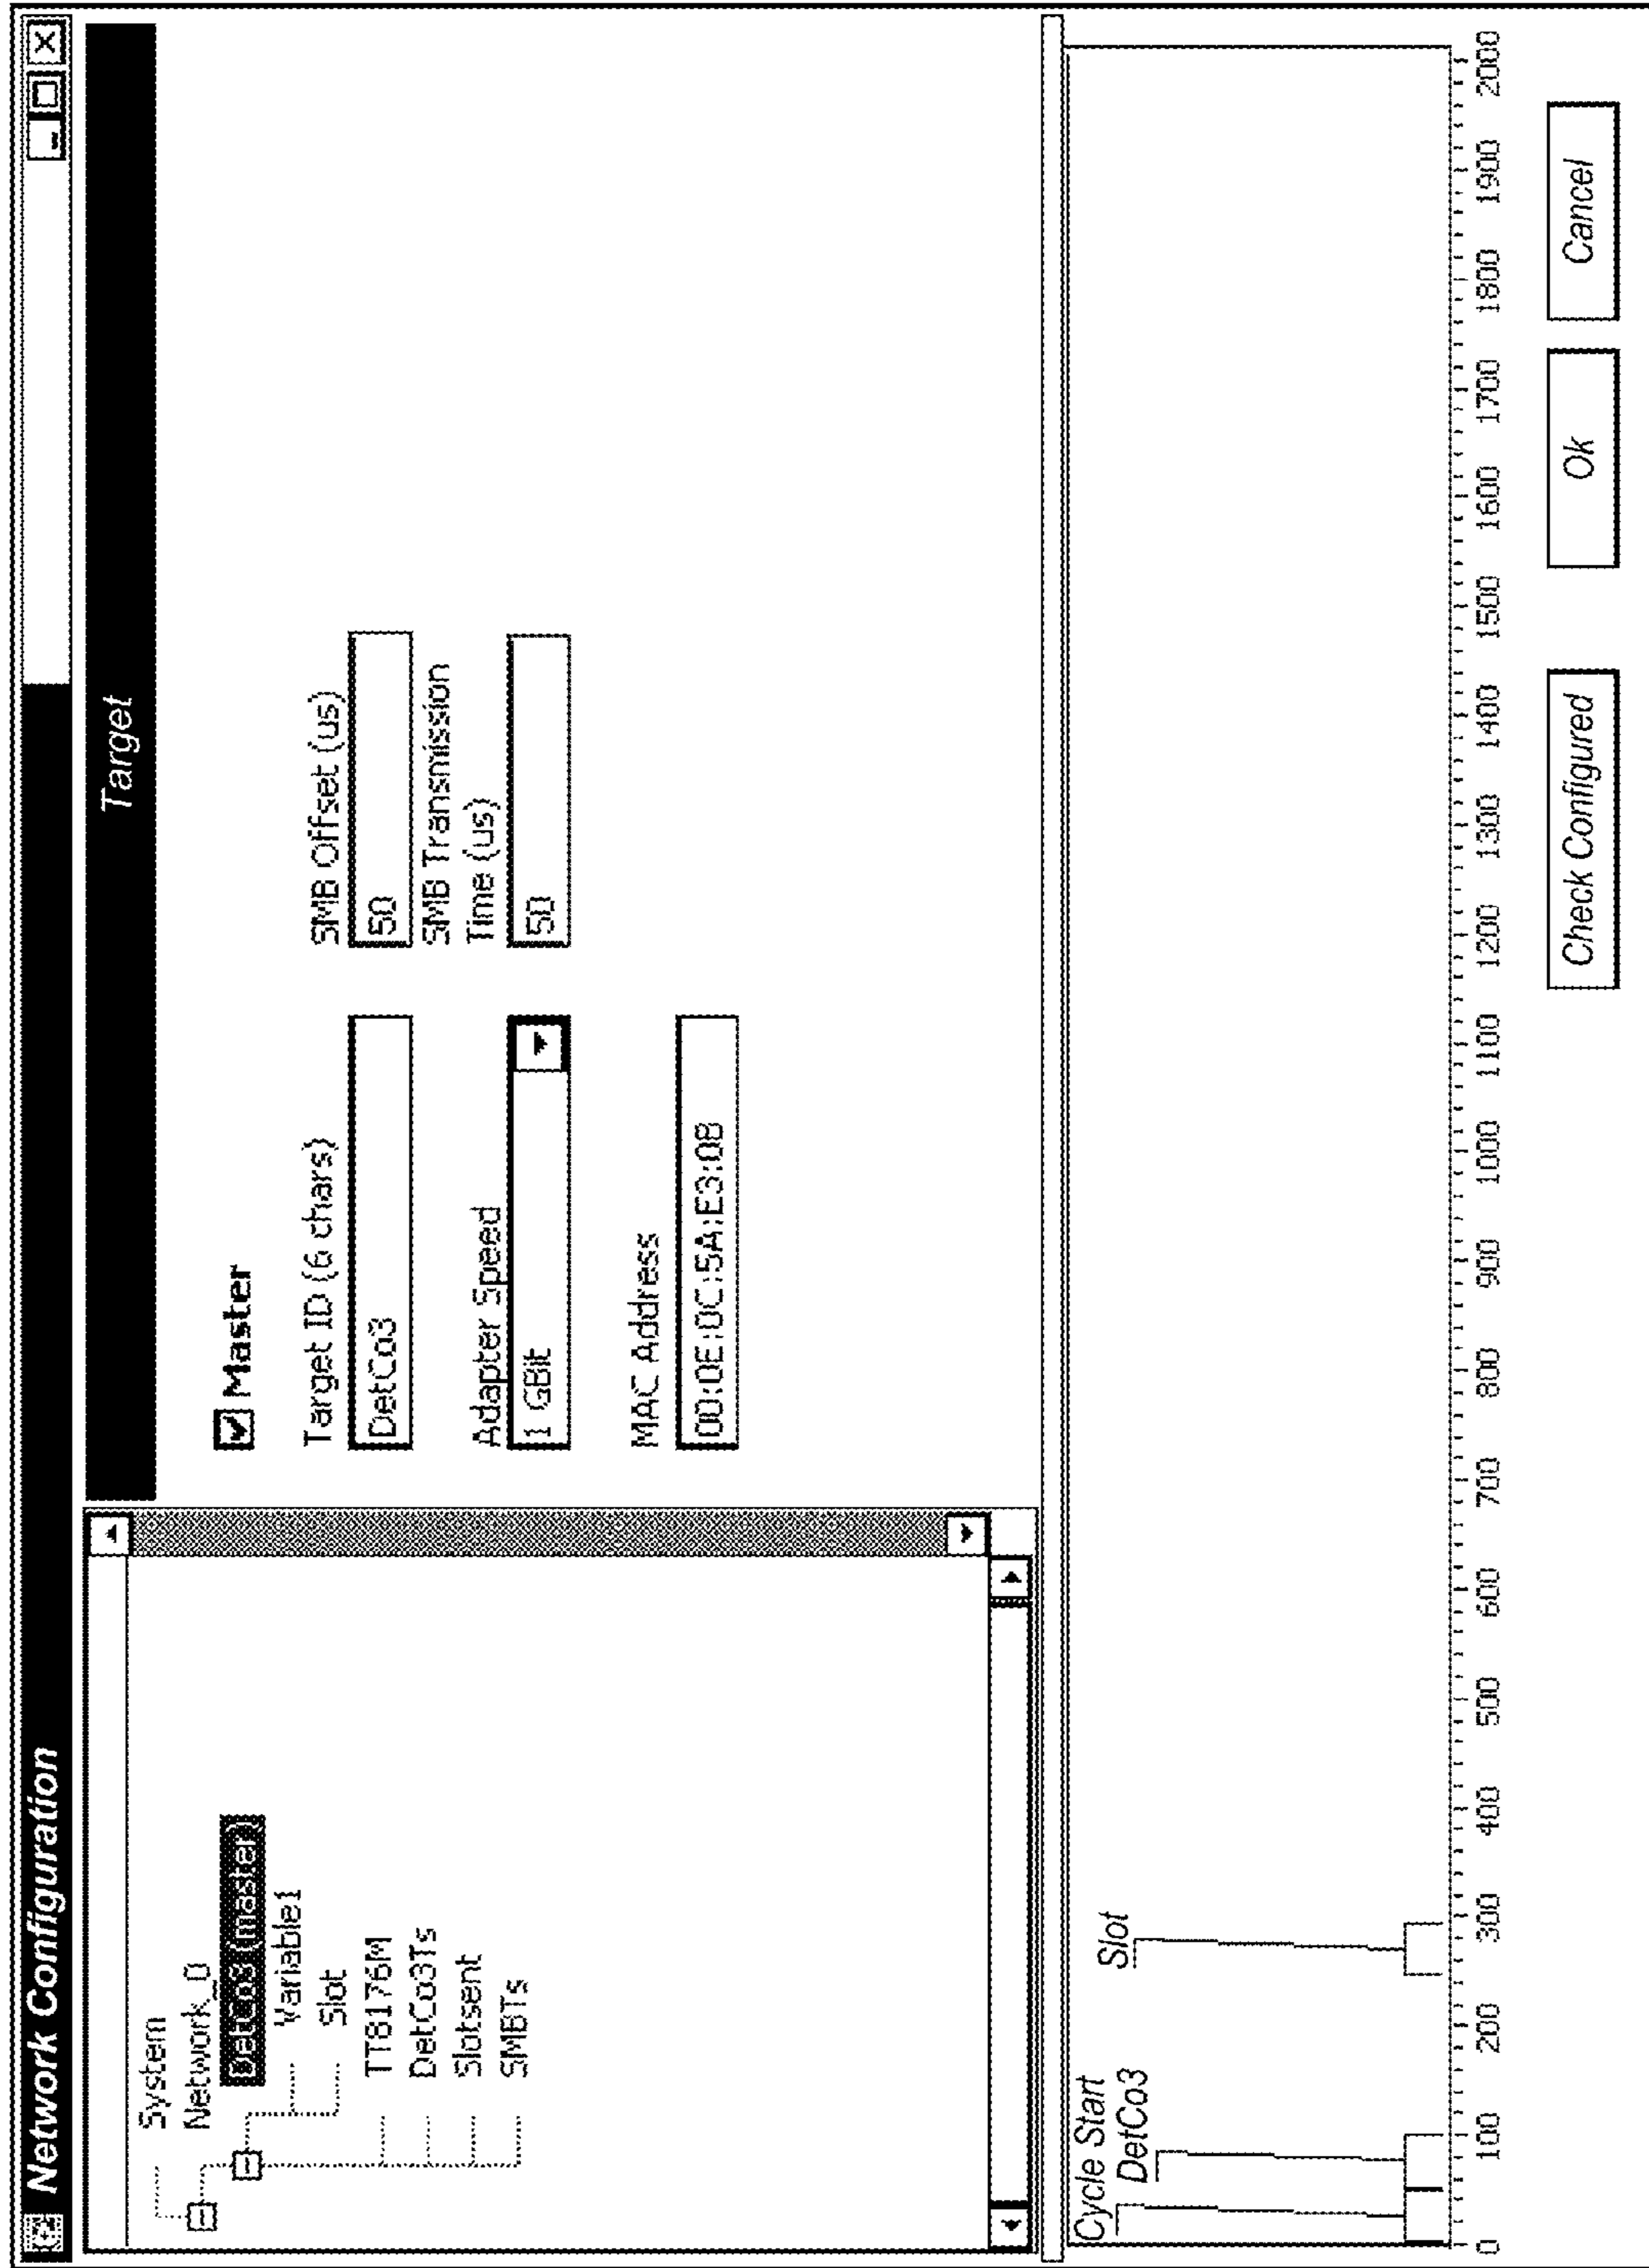 Network Configuration
System
Network_0
DetCo3 (master)
Variable1
Slot
TT8176M
DetCo3Ts
Slotsent
SMBTs
Target
Master
Target ID (6 chars)
DetCo3
SMB Offset (us)
50
Adapter Speed
1 GBit
SMB Transmission
Time (us)
50
MAC Address
00:0E:0C:5A:E3:0B
Cycle Start
DetCo3
Slot
0 100 200 300 400 500 600 700 800 900 1000 1100 1200 1300 1400 1500 1600 1700 1800 1900 2000
Check Configured
Ok
Cancel